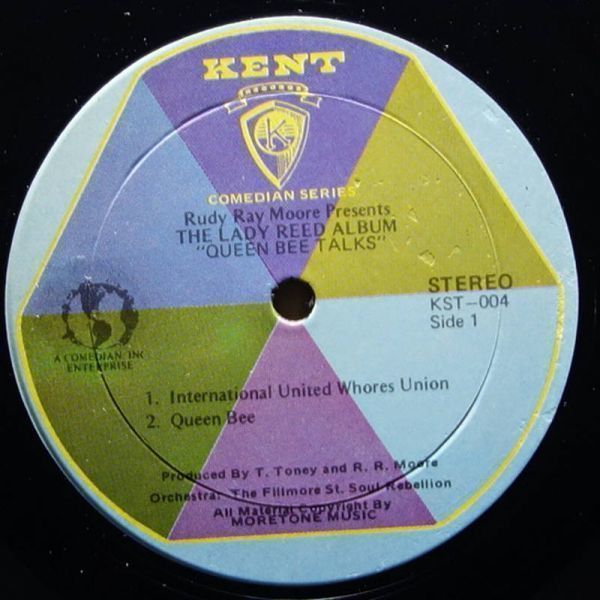 KENT
RECORDS
K
COMEDIAN SERIES
Rudy Ray Moore Presents
THE LADY REED ALBUM
"QUEEN BEE TALKS"
STEREO
KST-004
Side 1
A COMEDIAN, INC
ENTERPRISE
1. International United Whores Union
2. Queen Bee
Produced By T. Toney and R. R. Moore
Orchestra: The Fillmore St. Soul Rebellion
All Material Copyright By
MORETONE MUSIC